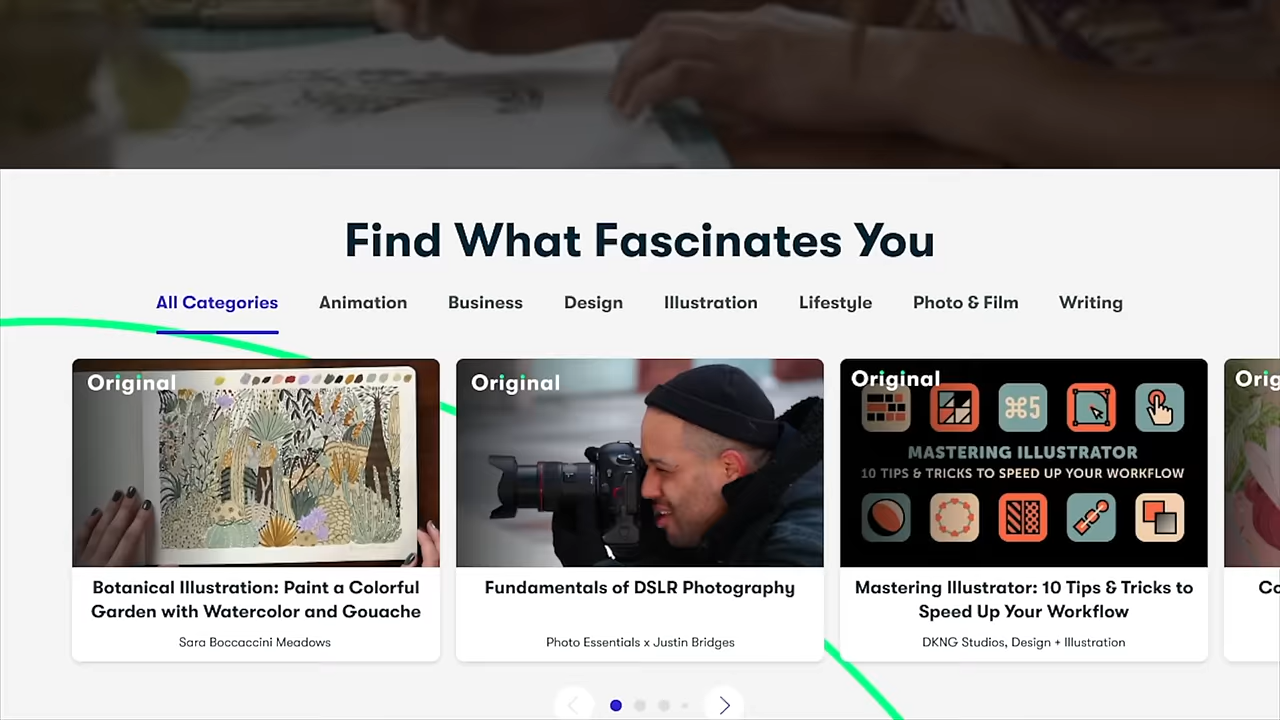 Find What Fascinates You
All Categories Animation Business Design Illustration Lifestyle Photo & Film Writing
Original Original Original
⌘5
MASTERING ILLUSTRATOR
10 TIPS & TRICKS TO SPEED UP YOUR WORKFLOW
Botanical Illustration: Paint a Colorful
Garden with Watercolor and Gouache
Sara Boccaccini Meadows
Fundamentals of DSLR Photography
Photo Essentials x Justin Bridges
Mastering Illustrator: 10 Tips & Tricks to
Speed Up Your Workflow
DKNG Studios, Design + Illustration